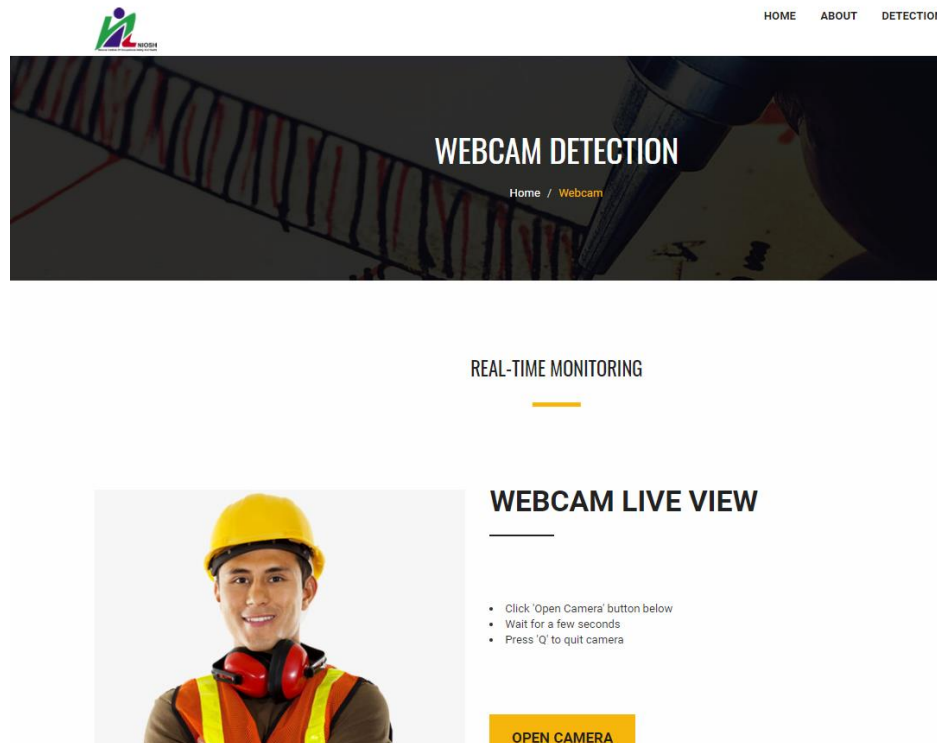 NIOSH
HOME ABOUT DETECTION
WEBCAM DETECTION
Home / Webcam
REAL-TIME MONITORING
WEBCAM LIVE VIEW
• Click 'Open Camera' button below
• Wait for a few seconds
• Press 'Q' to quit camera
OPEN CAMERA